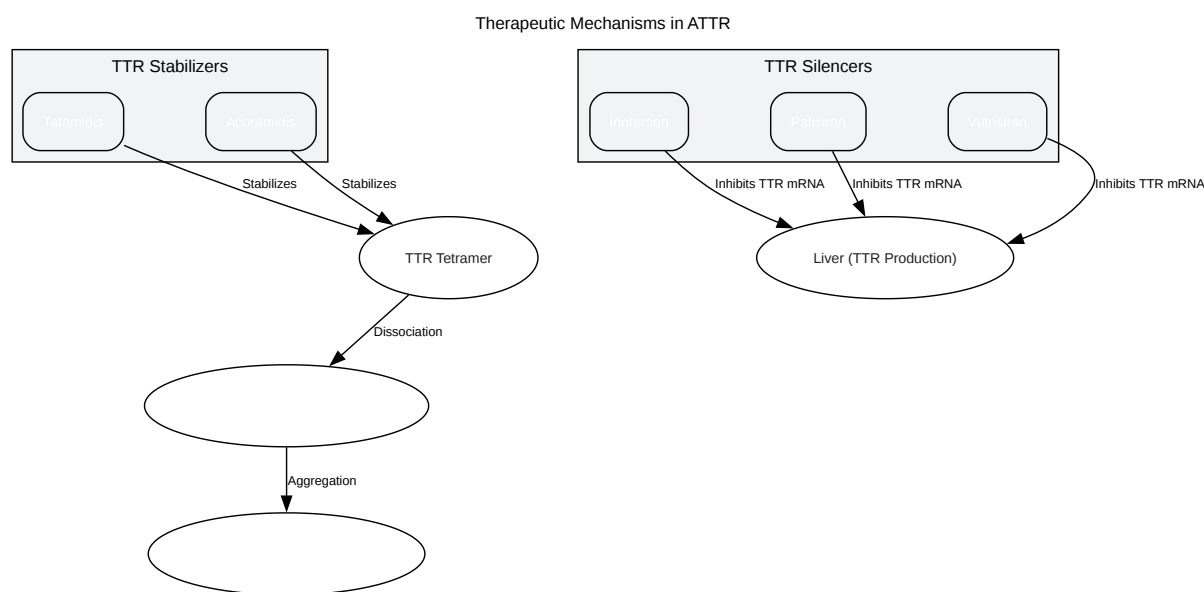 Therapeutic Mechanisms in ATTR
TTR Stabilizers
TTR Silencers
Tafamidis
Acoramidis
Inotersen
Patisiran
Vutrisiran
Stabilizes
Stabilizes
Inhibits TTR mRNA
Inhibits TTR mRNA
Inhibits TTR mRNA
TTR Tetramer
Liver (TTR Production)
Dissociation
Aggregation